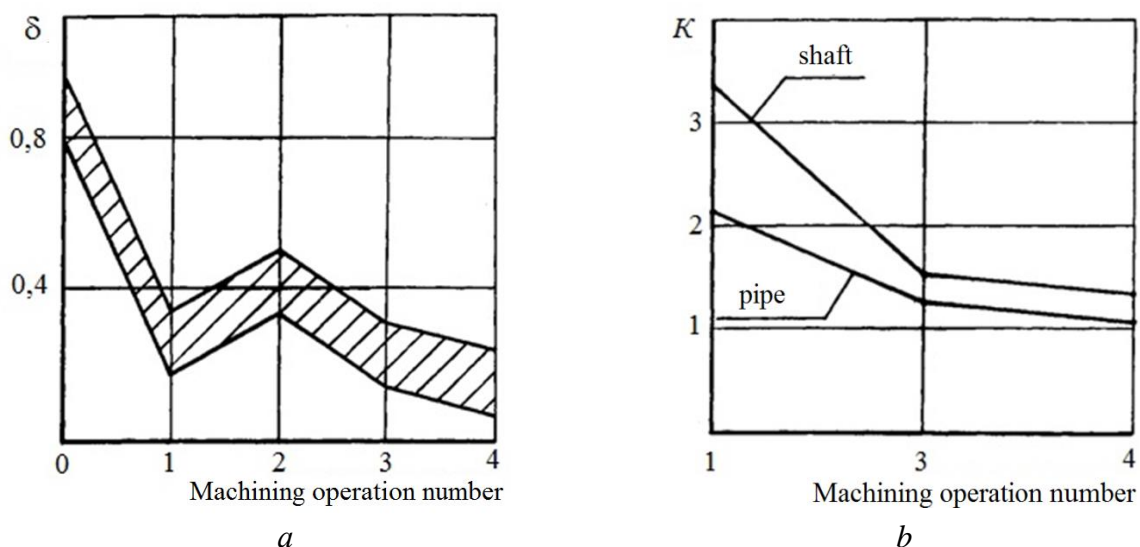 δ
0,8
0,4
0 1 2 3 4
Machining operation number
a
K
shaft
3
2
pipe
1
1 3 4
Machining operation number
b